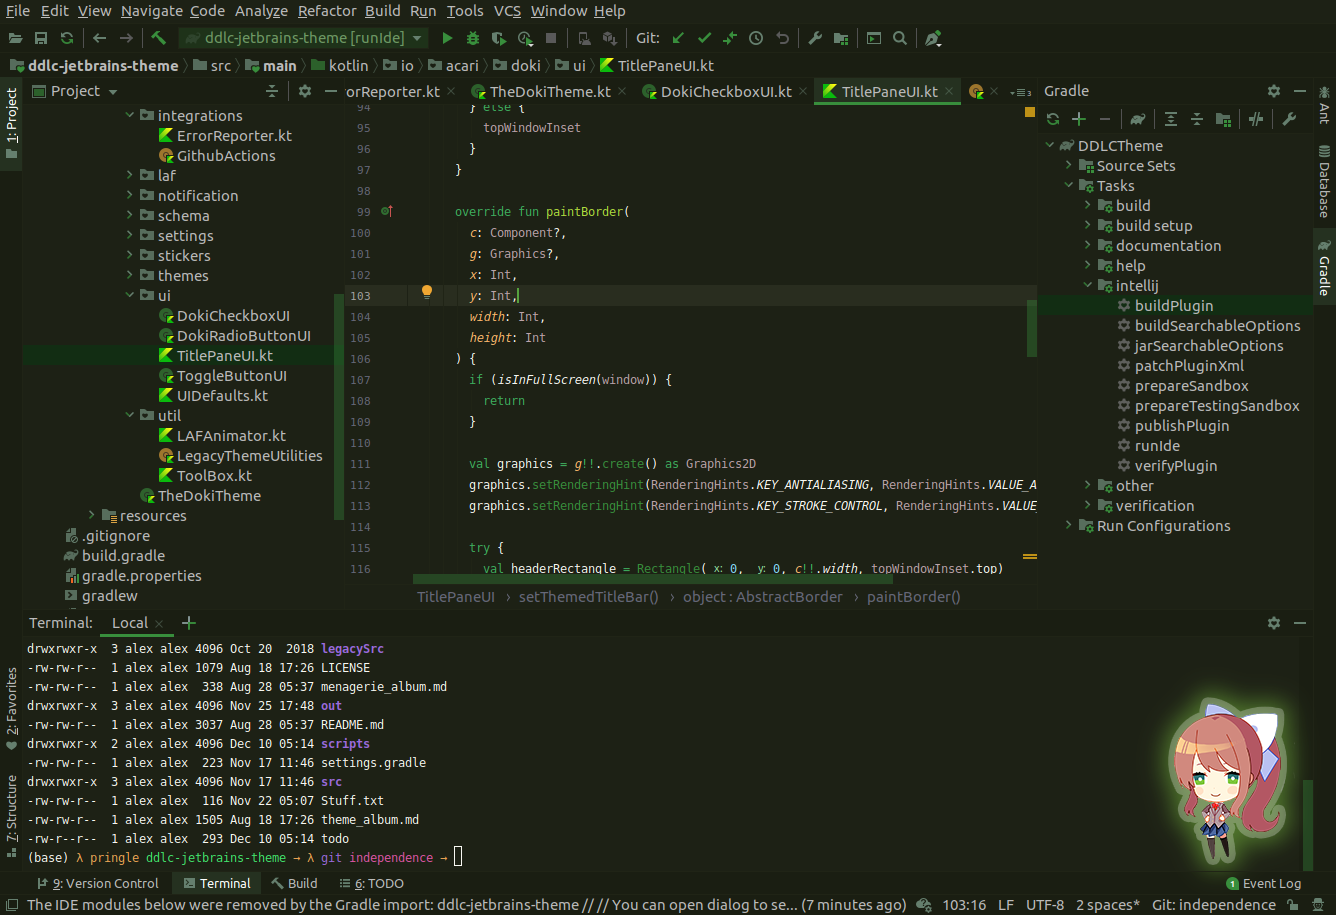 File Edit View Navigate Code Analyze Refactor Build Run Tools VCS Window Help
ddlc-jetbrains-theme [runIde] Git:
ddlc-jetbrains-theme src main kotlin io acari doki ui TitlePaneUI.kt
1: Project
Project
integrations
ErrorReporter.kt
GithubActions
laf
notification
schema
settings
stickers
themes
ui
DokiCheckboxUI
DokiRadioButtonUI
TitlePaneUI.kt
ToggleButtonUI
UIDefaults.kt
util
LAFAnimator.kt
LegacyThemeUtilities
ToolBox.kt
TheDokiTheme
resources
.gitignore
build.gradle
gradle.properties
gradlew
orReporter.kt TheDokiTheme.kt DokiCheckboxUI.kt TitlePaneUI.kt 3
94 } else {
95 topWindowInset
96 }
97 }
98
99 override fun paintBorder(
100 c: Component?,
101 g: Graphics?,
102 x: Int,
103 y: Int,
104 width: Int,
105 height: Int
106 ) {
107 if (isInFullScreen(window)) {
108 return
109 }
110
111 val graphics = g!!.create() as Graphics2D
112 graphics.setRenderingHint(RenderingHints.KEY_ANTIALIASING, RenderingHints.VALUE_A
113 graphics.setRenderingHint(RenderingHints.KEY_STROKE_CONTROL, RenderingHints.VALUE_
114
115 try {
116 val headerRectangle = Rectangle( x: 0, y: 0, c!!.width, topWindowInset.top)
TitlePaneUI › setThemedTitleBar() › object : AbstractBorder › paintBorder()
Gradle
DDLCTheme
Source Sets
Tasks
build
build setup
documentation
help
intellij
buildPlugin
buildSearchableOptions
jarSearchableOptions
patchPluginXml
prepareSandbox
prepareTestingSandbox
publishPlugin
runIde
verifyPlugin
other
verification
Run Configurations
Ant
Database
Gradle
Terminal: Local
drwxrwxr-x 3 alex alex 4096 Oct 20 2018 legacySrc
-rw-rw-r-- 1 alex alex 1079 Aug 18 17:26 LICENSE
-rw-rw-r-- 1 alex alex 338 Aug 28 05:37 menagerie_album.md
drwxrwxr-x 3 alex alex 4096 Nov 25 17:48 out
-rw-rw-r-- 1 alex alex 3037 Aug 28 05:37 README.md
drwxrwxr-x 2 alex alex 4096 Dec 10 05:14 scripts
-rw-rw-r-- 1 alex alex 223 Nov 17 11:46 settings.gradle
drwxrwxr-x 3 alex alex 4096 Nov 17 11:46 src
-rw-rw-r-- 1 alex alex 116 Nov 22 05:07 Stuff.txt
-rw-rw-r-- 1 alex alex 1505 Aug 18 17:26 theme_album.md
-rw-r--r-- 1 alex alex 293 Dec 10 05:14 todo
(base) λ pringle ddlc-jetbrains-theme → λ git independence →
2: Favorites
7: Structure
9: Version Control Terminal Build 6: TODO 1 Event Log
The IDE modules below were removed by the Gradle import: ddlc-jetbrains-theme // // You can open dialog to se... (7 minutes ago) 103:16 LF UTF-8 2 spaces* Git: independence